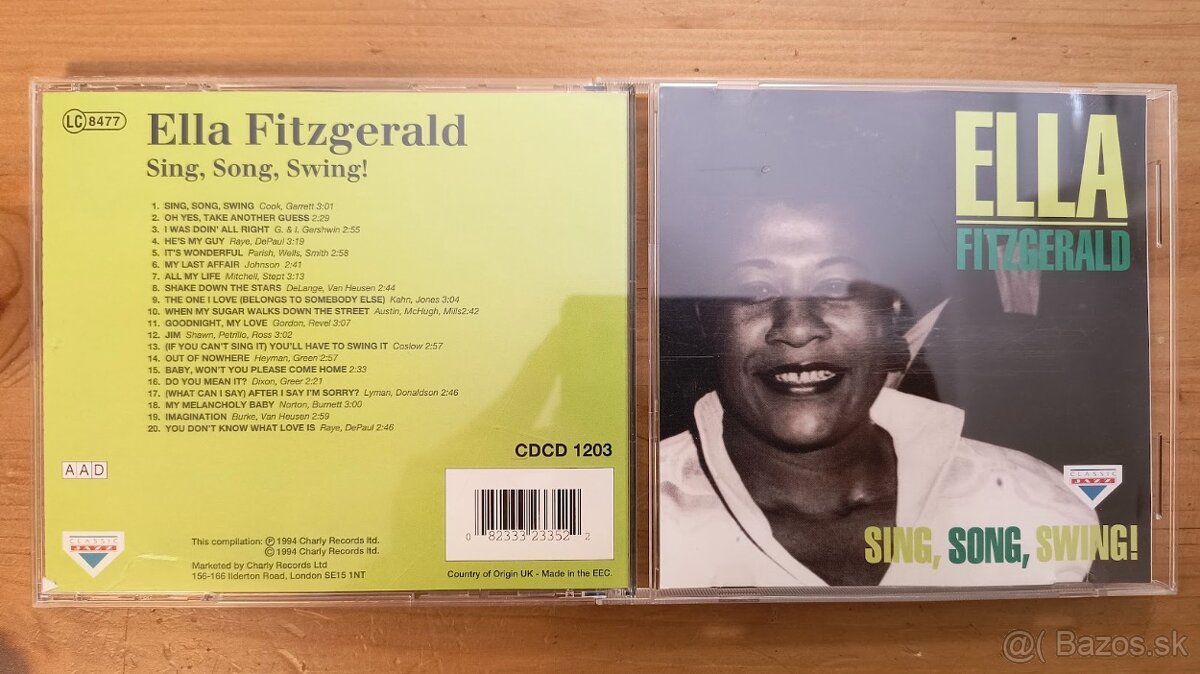 LC 8477
Ella Fitzgerald
Sing, Song, Swing!
1. SING, SONG, SWING Cook, Garrett 3:01
2. OH YES, TAKE ANOTHER GUESS 2:29
3. I WAS DOIN' ALL RIGHT G. & I. Gershwin 2:55
4. HE'S MY GUY Raye, DePaul 3:19
5. IT'S WONDERFUL Parish, Wells, Smith 2:58
6. MY LAST AFFAIR Johnson 2:41
7. ALL MY LIFE Mitchell, Stept 3:13
8. SHAKE DOWN THE STARS DeLange, Van Heusen 2:44
9. THE ONE I LOVE (BELONGS TO SOMEBODY ELSE) Kahn, Jones 3:04
10. WHEN MY SUGAR WALKS DOWN THE STREET Austin, McHugh, Mills2:42
11. GOODNIGHT, MY LOVE Gordon, Revel 3:07
12. JIM Shawn, Petrillo, Ross 3:02
13. (IF YOU CAN'T SING IT) YOU'LL HAVE TO SWING IT Coslow 2:57
14. OUT OF NOWHERE Heyman, Green 2:57
15. BABY, WON'T YOU PLEASE COME HOME 2:33
16. DO YOU MEAN IT? Dixon, Greer 2:21
17. (WHAT CAN I SAY) AFTER I SAY I'M SORRY? Lyman, Donaldson 2:46
18. MY MELANCHOLY BABY Norton, Burnett 3:00
19. IMAGINATION Burke, Van Heusen 2:59
20. YOU DON'T KNOW WHAT LOVE IS Raye, DePaul 2:46
CDCD 1203
AAD
0 82333 23352 2
CLASSIC
JAZZ
This compilation: ℗ 1994 Charly Records ltd.
© 1994 Charly Records ltd.
Marketed by Charly Records Ltd
156-166 Ilderton Road, London SE15 1NT
Country of Origin UK - Made in the EEC.
ELLA
FITZGERALD
CLASSIC
JAZZ
SING, SONG, SWING!
@( Bazos.sk